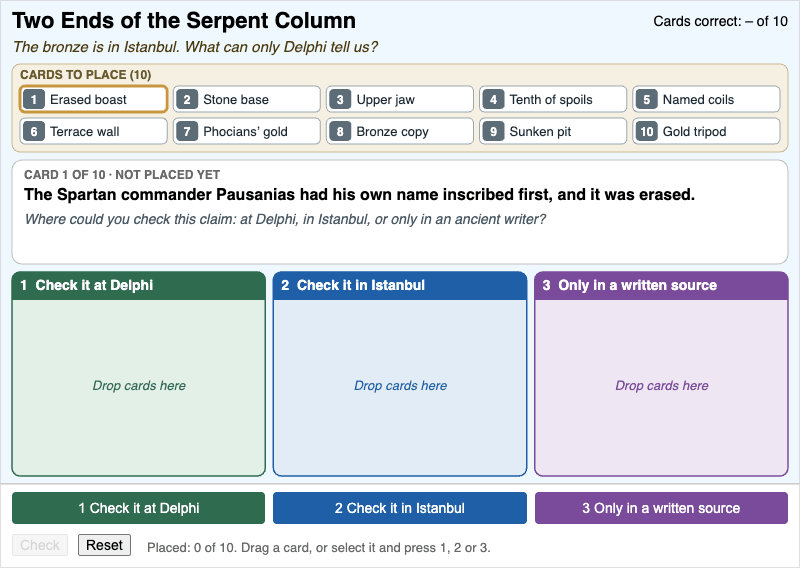 Two Ends of the Serpent Column
Cards correct: – of 10
The bronze is in Istanbul. What can only Delphi tell us?
CARDS TO PLACE (10)
1 Erased boast
2 Stone base
3 Upper jaw
4 Tenth of spoils
5 Named coils
6 Terrace wall
7 Phocians’ gold
8 Bronze copy
9 Sunken pit
10 Gold tripod
CARD 1 OF 10 · NOT PLACED YET
The Spartan commander Pausanias had his own name inscribed first, and it was erased.
Where could you check this claim: at Delphi, in Istanbul, or only in an ancient writer?
1 Check it at Delphi
2 Check it in Istanbul
3 Only in a written source
Drop cards here
Drop cards here
Drop cards here
1 Check it at Delphi
2 Check it in Istanbul
3 Only in a written source
Check
Reset
Placed: 0 of 10. Drag a card, or select it and press 1, 2 or 3.